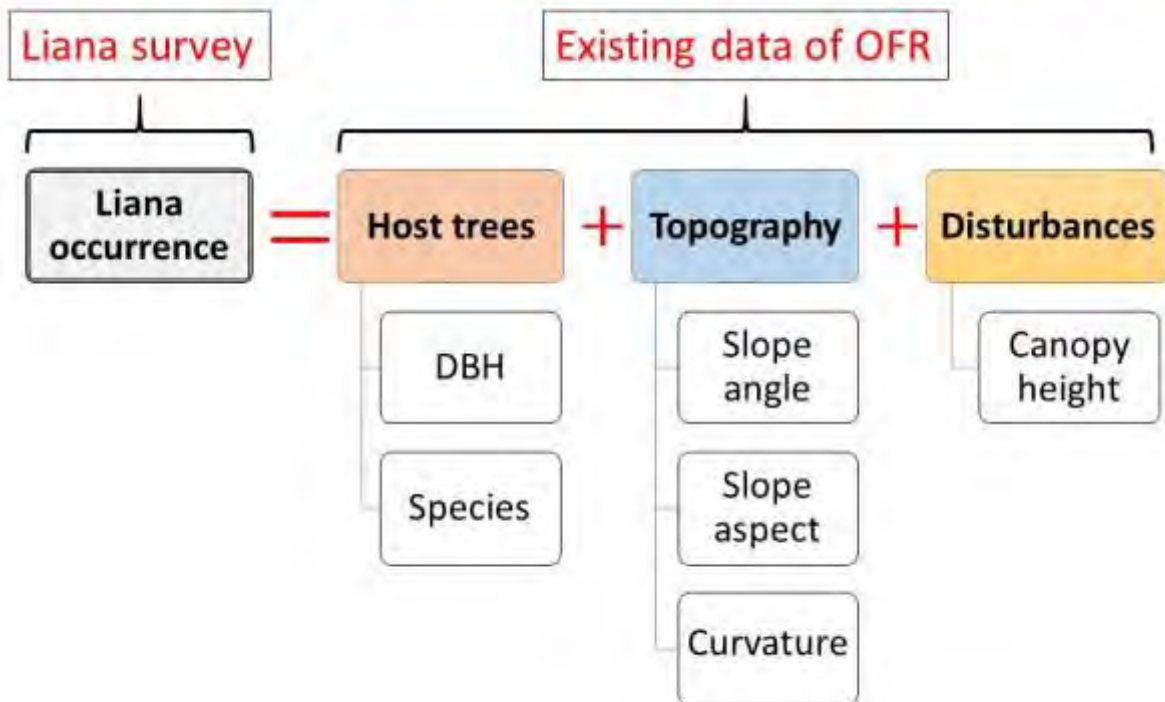 Liana survey
Existing data of OFR
Liana
occurrence
=
Host trees
+
Topography
+
Disturbances
DBH
Species
Slope
angle
Slope
aspect
Curvature
Canopy
height